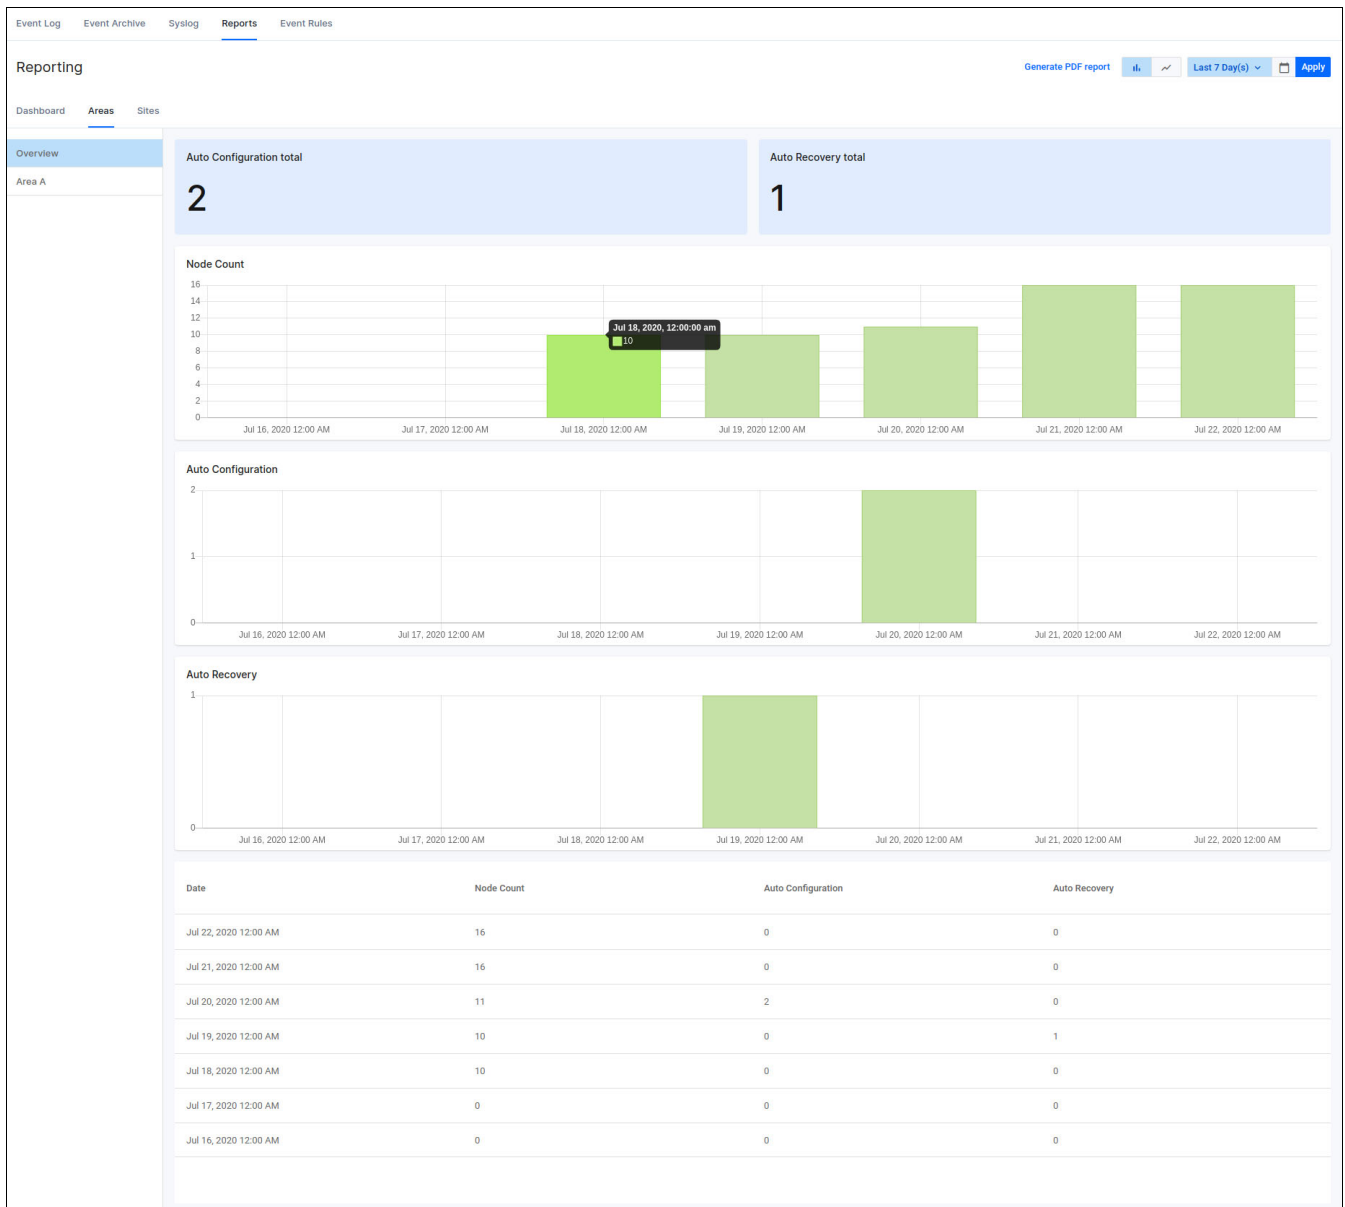 Event Log Event Archive Syslog Reports Event Rules
Reporting
Generate PDF report Last 7 Day(s) Apply
Dashboard Areas Sites
Overview
Area A
Auto Configuration total
2
Auto Recovery total
1
Node Count
16
14
12
10
8
6
4
2
0
Jul 18, 2020, 12:00:00 am
10
Jul 16, 2020 12:00 AM Jul 17, 2020 12:00 AM Jul 18, 2020 12:00 AM Jul 19, 2020 12:00 AM Jul 20, 2020 12:00 AM Jul 21, 2020 12:00 AM Jul 22, 2020 12:00 AM
Auto Configuration
2
1
0
Jul 16, 2020 12:00 AM Jul 17, 2020 12:00 AM Jul 18, 2020 12:00 AM Jul 19, 2020 12:00 AM Jul 20, 2020 12:00 AM Jul 21, 2020 12:00 AM Jul 22, 2020 12:00 AM
Auto Recovery
1
0
Jul 16, 2020 12:00 AM Jul 17, 2020 12:00 AM Jul 18, 2020 12:00 AM Jul 19, 2020 12:00 AM Jul 20, 2020 12:00 AM Jul 21, 2020 12:00 AM Jul 22, 2020 12:00 AM
Date Node Count Auto Configuration Auto Recovery
Jul 22, 2020 12:00 AM 16 0 0
Jul 21, 2020 12:00 AM 16 0 0
Jul 20, 2020 12:00 AM 11 2 0
Jul 19, 2020 12:00 AM 10 0 1
Jul 18, 2020 12:00 AM 10 0 0
Jul 17, 2020 12:00 AM 0 0 0
Jul 16, 2020 12:00 AM 0 0 0